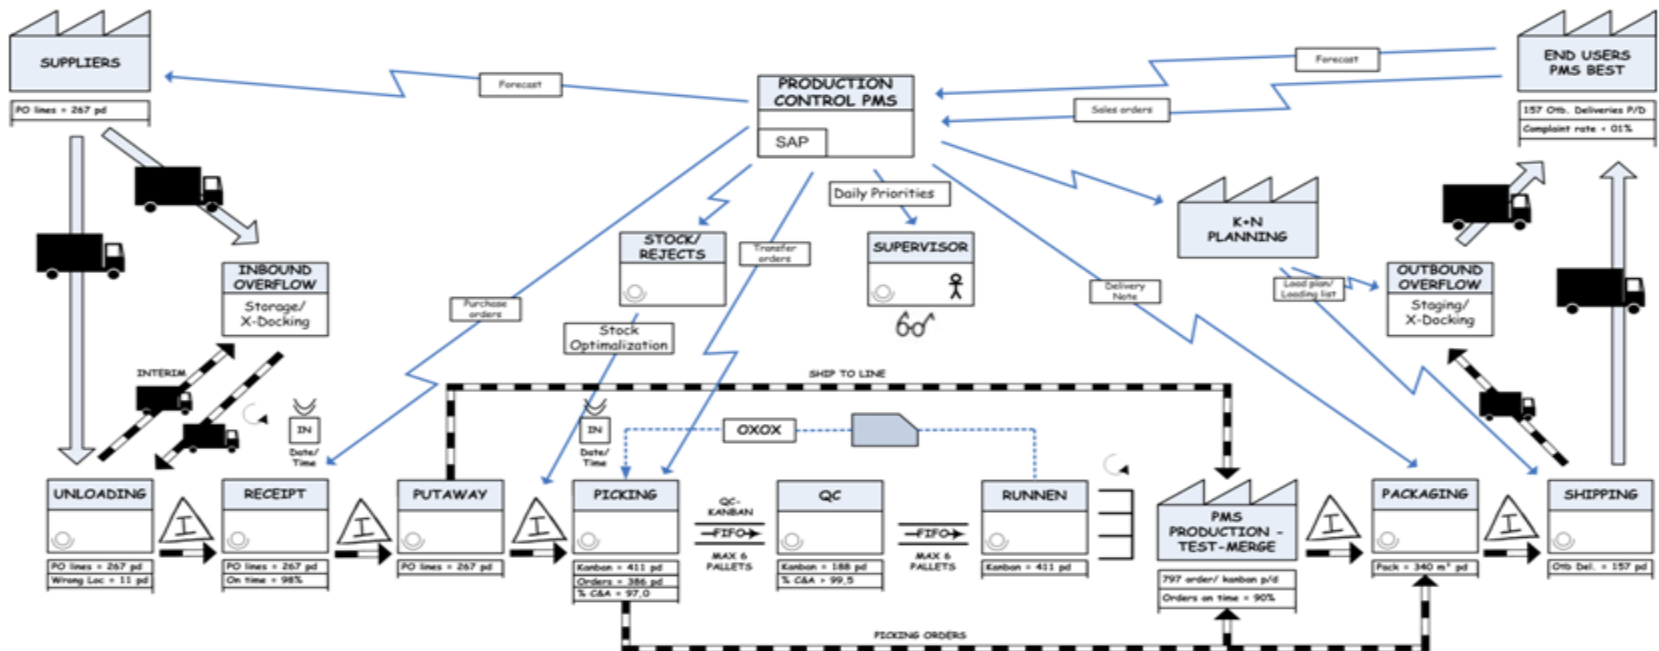 SUPPLIERS
PO lines = 267 pd
Forecast
PRODUCTION
CONTROL PMS
SAP
Forecast
Sales orders
END USERS
PMS BEST
157 Otb. Deliveries P/D
Complaint rate < 01%
Daily Priorities
STOCK/
REJECTS
Transfer
orders
SUPERVISOR
K+N
PLANNING
INBOUND
OVERFLOW
Storage/
X-Docking
Purchase
orders
Stock
Optimalization
Delivery
Note
Load plan/
Loading list
OUTBOUND
OVERFLOW
Staging/
X-Docking
INTERIM
SHIP TO LINE
IN
Date/
Time
IN
Date/
Time
OXOX
UNLOADING
I
PO lines = 267 pd
Wrong Loc = 11 pd
RECEIPT
I
PO lines = 267 pd
On time = 98%
PUTAWAY
I
PO lines = 267 pd
PICKING
Kanban = 411 pd
Orders = 386 pd
% C&A = 97,0
QC-
KANBAN
FIFO
MAX 6
PALLETS
QC
Kanban = 188 pd
% C&A > 99,5
FIFO
MAX 6
PALLETS
RUNNEN
Kanban = 411 pd
PMS
PRODUCTION -
TEST-MERGE
797 order/ kanban p/d
Orders on time = 90%
I
PACKAGING
Pack = 340 m³ pd
I
SHIPPING
Otb Del. = 157 pd
PICKING ORDERS